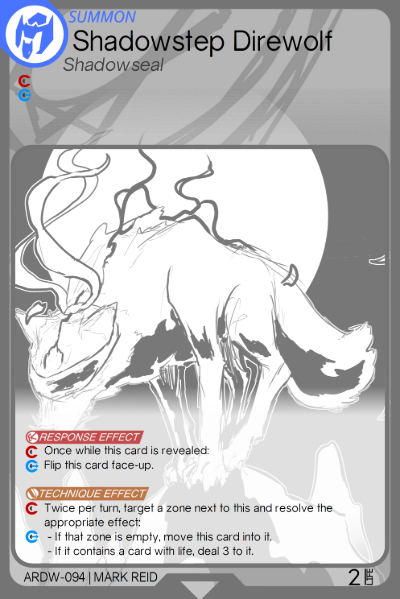 SUMMON
Shadowstep Direwolf
Shadowseal
C
C
RESPONSE EFFECT
C Once while this card is revealed:
C Flip this card face-up.
TECHNIQUE EFFECT
C Twice per turn, target a zone next to this and resolve the
appropriate effect:
C - If that zone is empty, move this card into it.
- If it contains a card with life, deal 3 to it.
ARDW-094 | MARK REID
2 LIFE